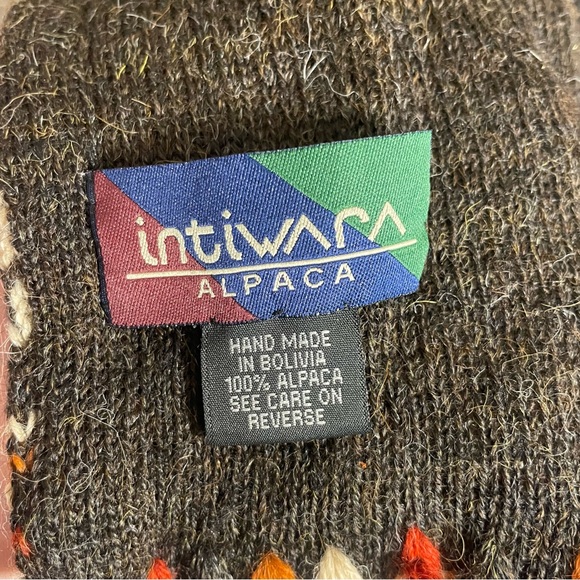 intiwara
ALPACA
HAND MADE
IN BOLIVIA
100% ALPACA
SEE CARE ON
REVERSE